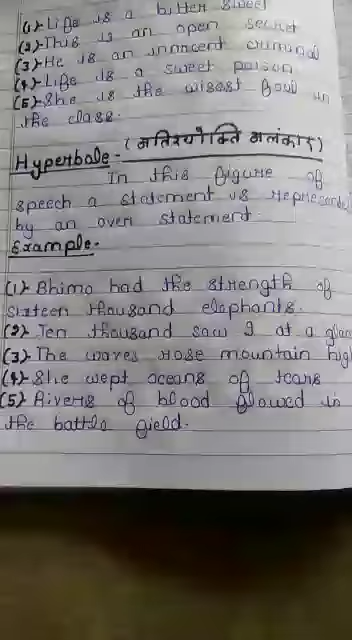 (1) Life is a bitter sweet
(2) This is an open secret
(3) He is an innocent criminal
(4) Life is a sweet poison
(5) She is the wisest fool in
the class.
(अतिश्योक्ति अलंकार)
Hyperbole -
In this figure of
speech a statement is represented
by an over statement.
Example -
(1) Bhima had the strength of
sixteen thousand elephants.
(2) Ten thousand saw I at a glan
(3) The waves rose mountain high
(4) She wept oceans of tears
(5) Rivers of blood flowed in
the battle field.